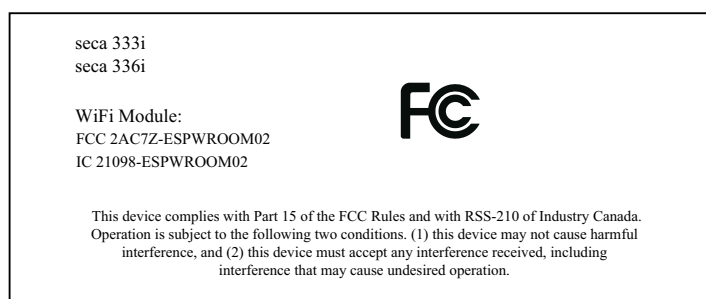 seca 333i
seca 336i
WiFi Module:
FCC 2AC7Z-ESPWROOM02
IC 21098-ESPWROOM02
FC
This device complies with Part 15 of the FCC Rules and with RSS-210 of Industry Canada.
Operation is subject to the following two conditions. (1) this device may not cause harmful
interference, and (2) this device must accept any interference received, including
interference that may cause undesired operation.